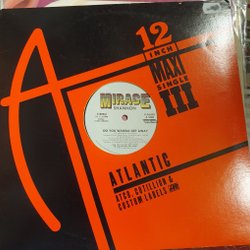 12
INCH
MAXI
SINGLE
III
MIRAGE
SHANNON
DO YOU WANNA GET AWAY
ATLANTIC
ATCO, COTILLION &
CUSTOM LABELS